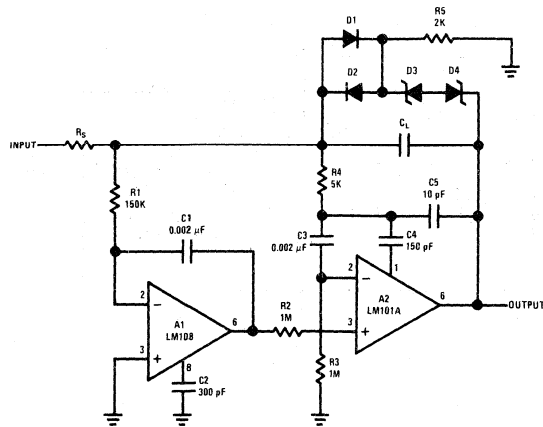 D1
R5
2K
D2
D3
D4
INPUT
RS
CL
R1
150K
R4
5K
C5
10 pF
C1
0.002 μF
C3
0.002 μF
C4
150 pF
2
−
A1
LM108
3
+
6
8
C2
300 pF
R2
1M
2
−
1
A2
LM101A
3
+
6
OUTPUT
R3
1M